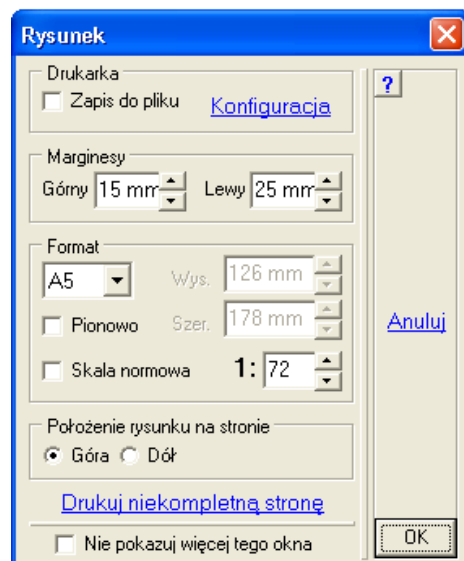 Rysunek
Drukarka
?
Zapis do pliku Konfiguracja
Marginesy
Górny 15 mm Lewy 25 mm
Format
A5 Wys. 126 mm
Pionowo Szer. 178 mm
Anuluj
Skala normowa 1: 72
Położenie rysunku na stronie
Góra Dół
Drukuj niekompletną stronę
OK
Nie pokazuj więcej tego okna